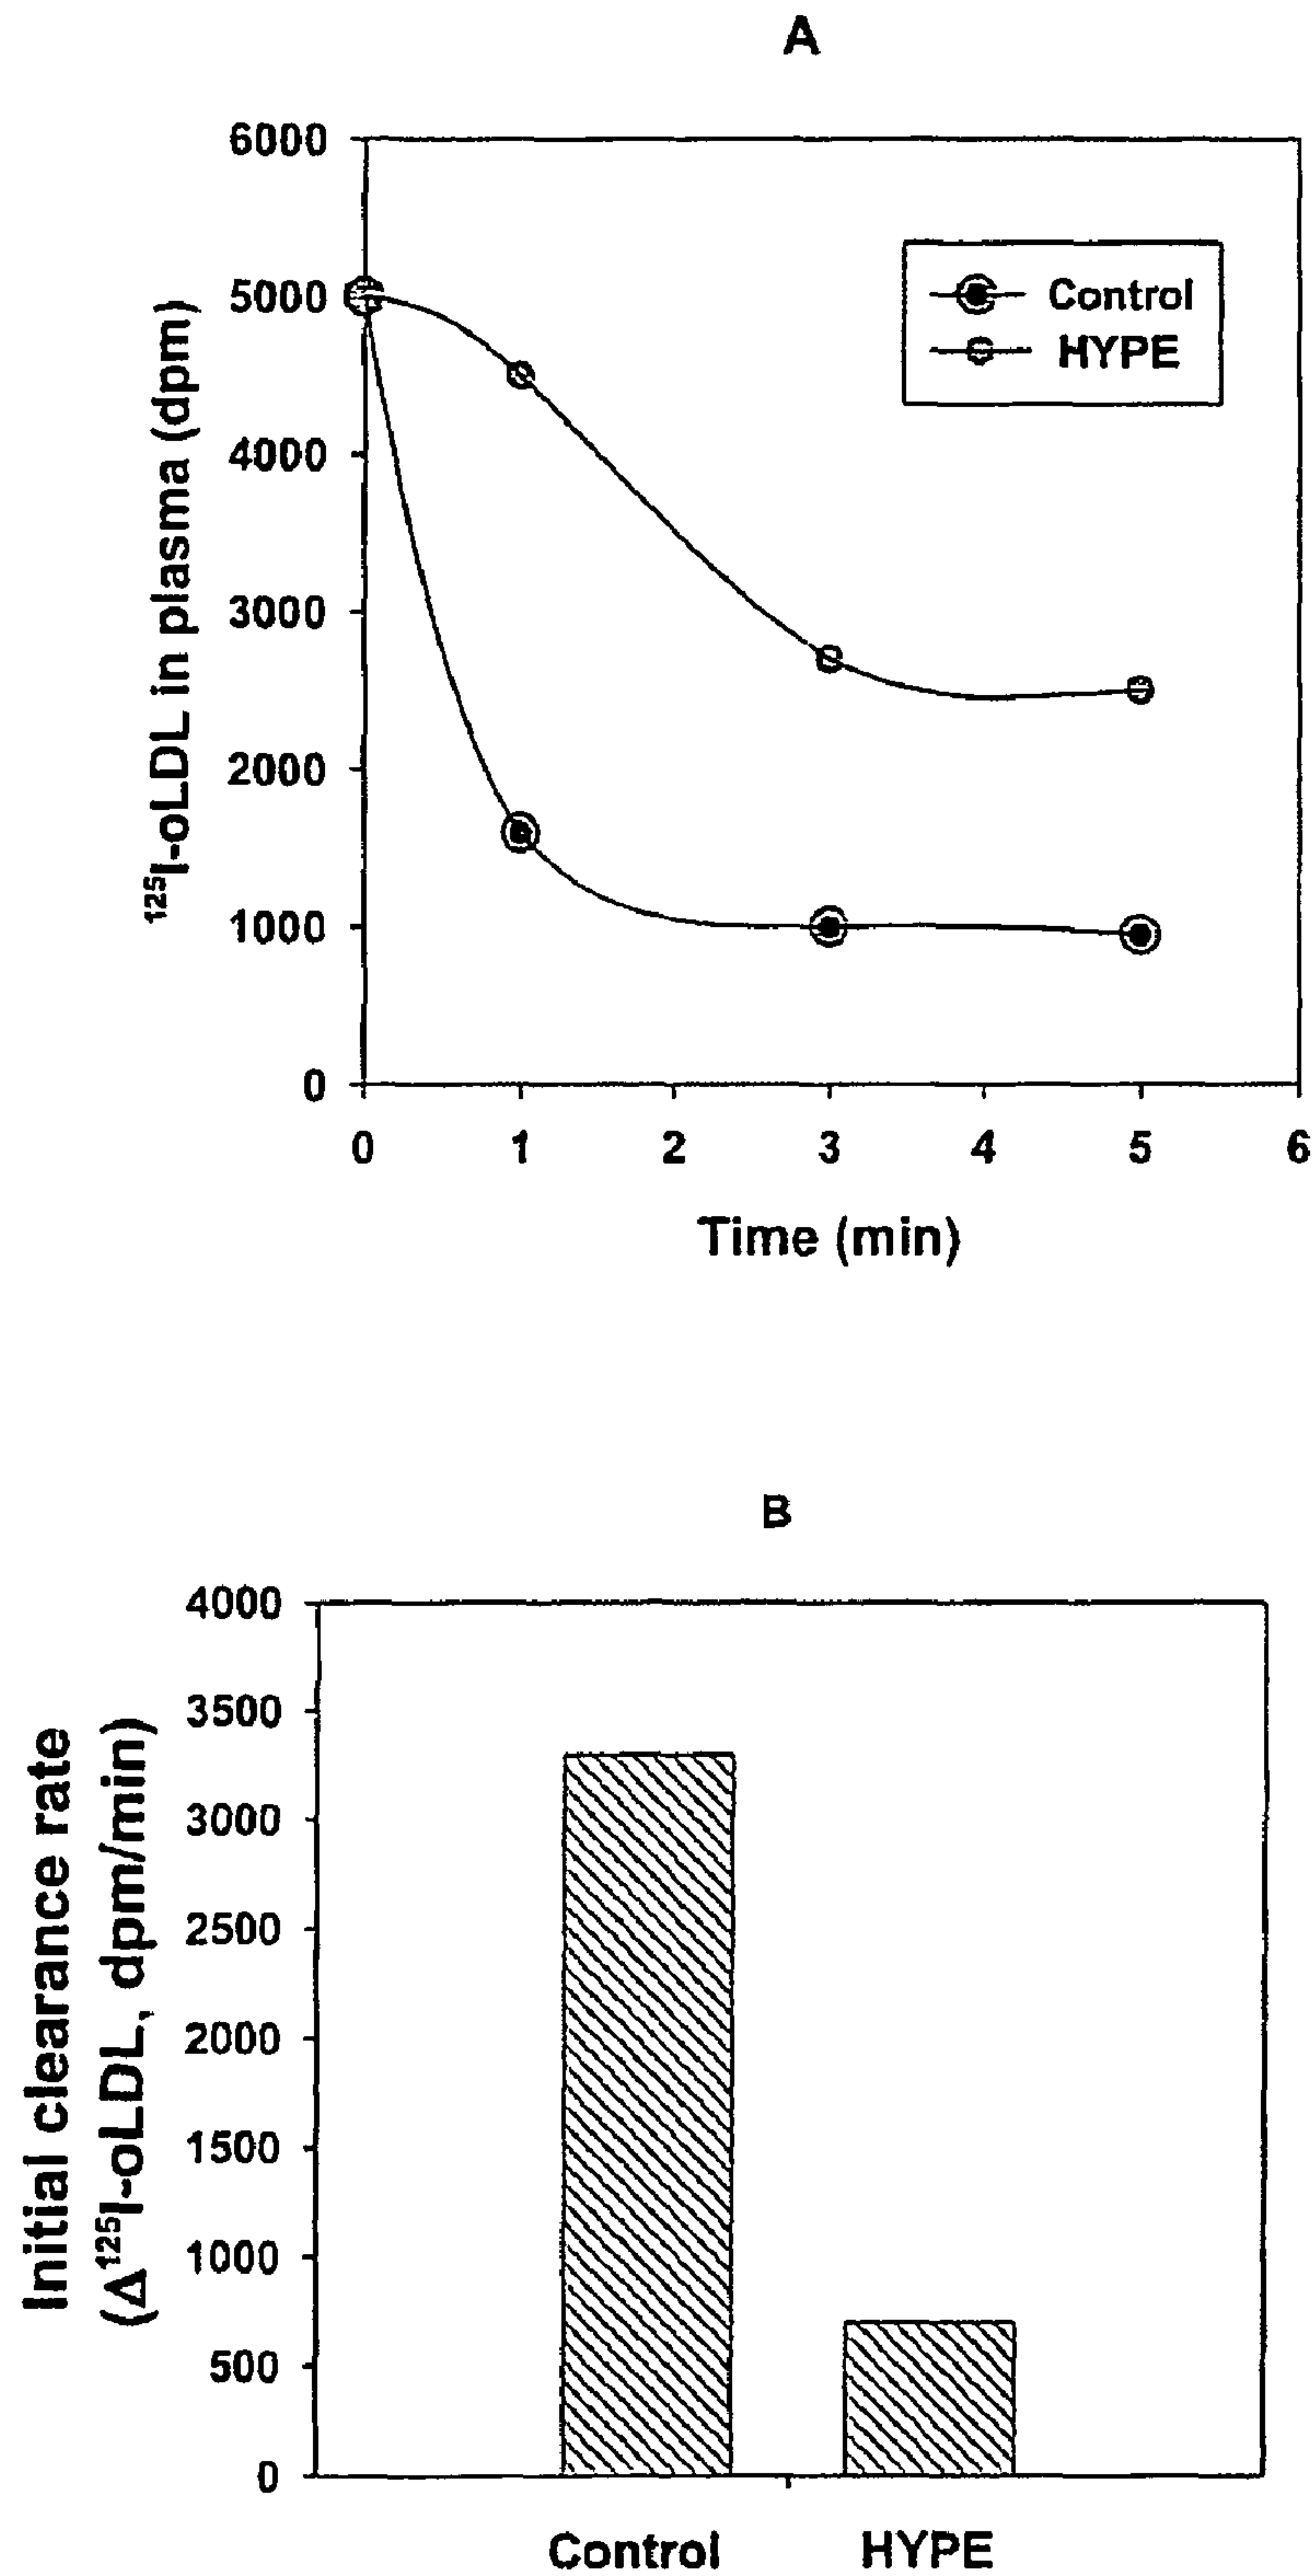 A
6000
5000
4000
3000
2000
1000
0
¹²⁵I-oLDL in plasma (dpm)
Control
HYPE
0 1 2 3 4 5 6
Time (min)
B
4000
3500
3000
2500
2000
1500
1000
500
0
Initial clearance rate
(Δ¹²⁵I-oLDL, dpm/min)
Control HYPE